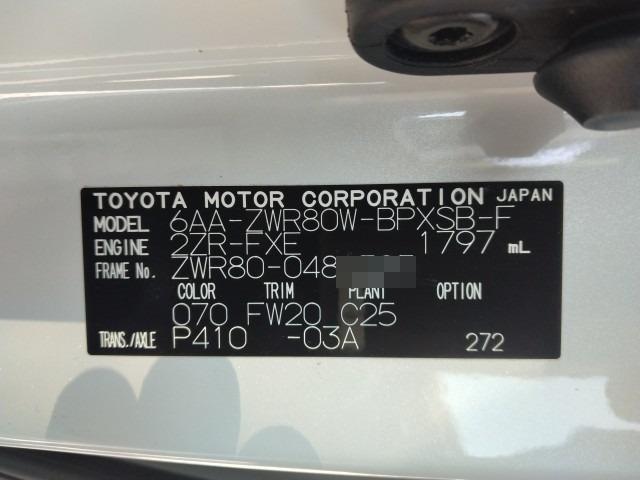 TOYOTA MOTOR CORPORATION JAPAN
MODEL 6AA-ZWR80W-BPXSB-F
ENGINE 2ZR-FXE 1797 mL
FRAME No. ZWR80-048
COLOR TRIM PLANT OPTION
070 FW20 C25
TRANS./AXLE P410 -03A 272